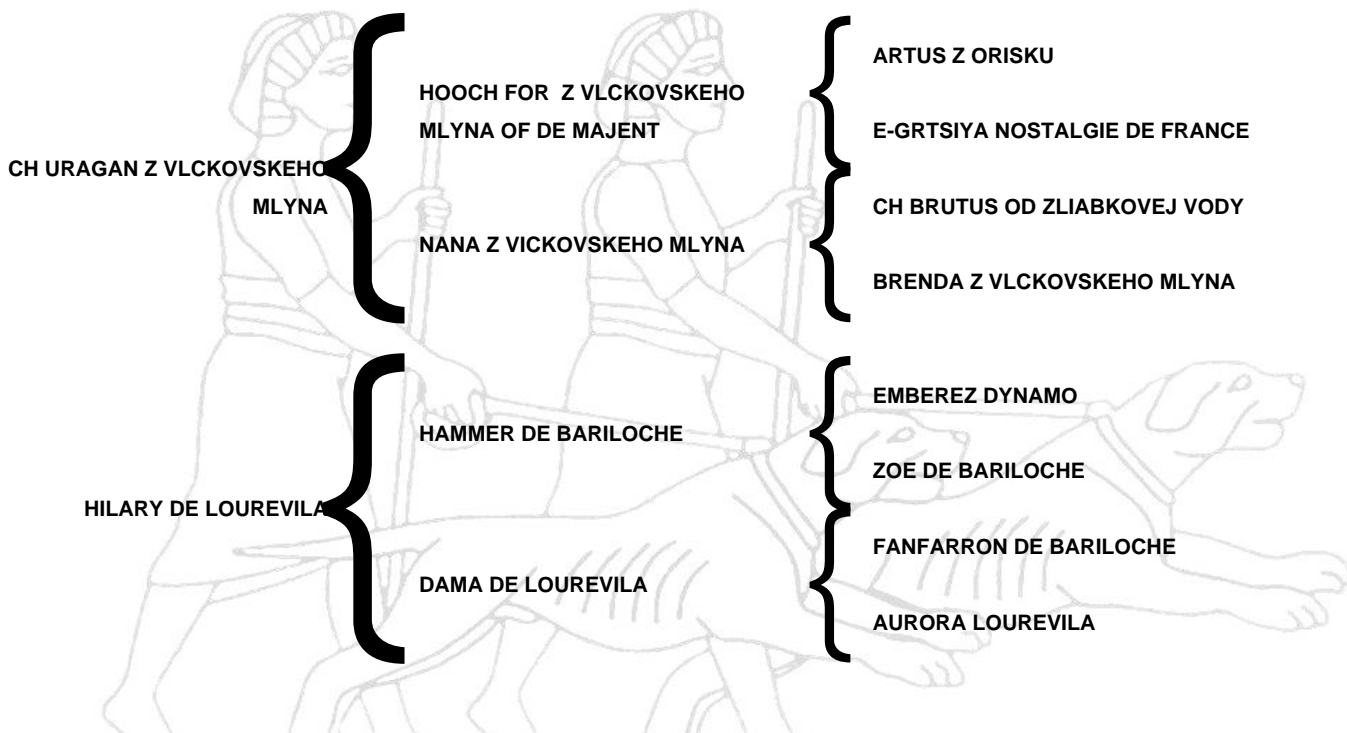 CH URAGAN Z VLCKOVSKEHO
MLYNA
HOOCH FOR Z VLCKOVSKEHO
MLYNA OF DE MAJENT
ARTUS Z ORISKU
E-GRTSIYA NOSTALGIE DE FRANCE
NANA Z VICKOVSKEHO MLYNA
CH BRUTUS OD ZLIABKOVEJ VODY
BRENDA Z VLCKOVSKEHO MLYNA
HILARY DE LOUREVILA
HAMMER DE BARILOCHE
EMBEREZ DYNAMO
ZOE DE BARILOCHE
DAMA DE LOUREVILA
FANFARRON DE BARILOCHE
AURORA LOUREVILA